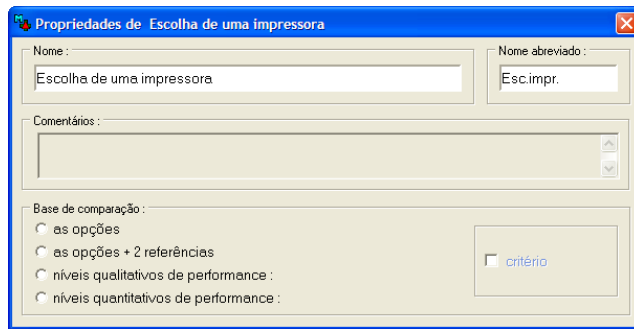 Propriedades de Escolha de uma impressora
Nome :
Nome abreviado :
Escolha de uma impressora
Esc.impr.
Comentários :
Base de comparação :
as opções
as opções + 2 referências
níveis qualitativos de performance :
níveis quantitativos de performance :
critério